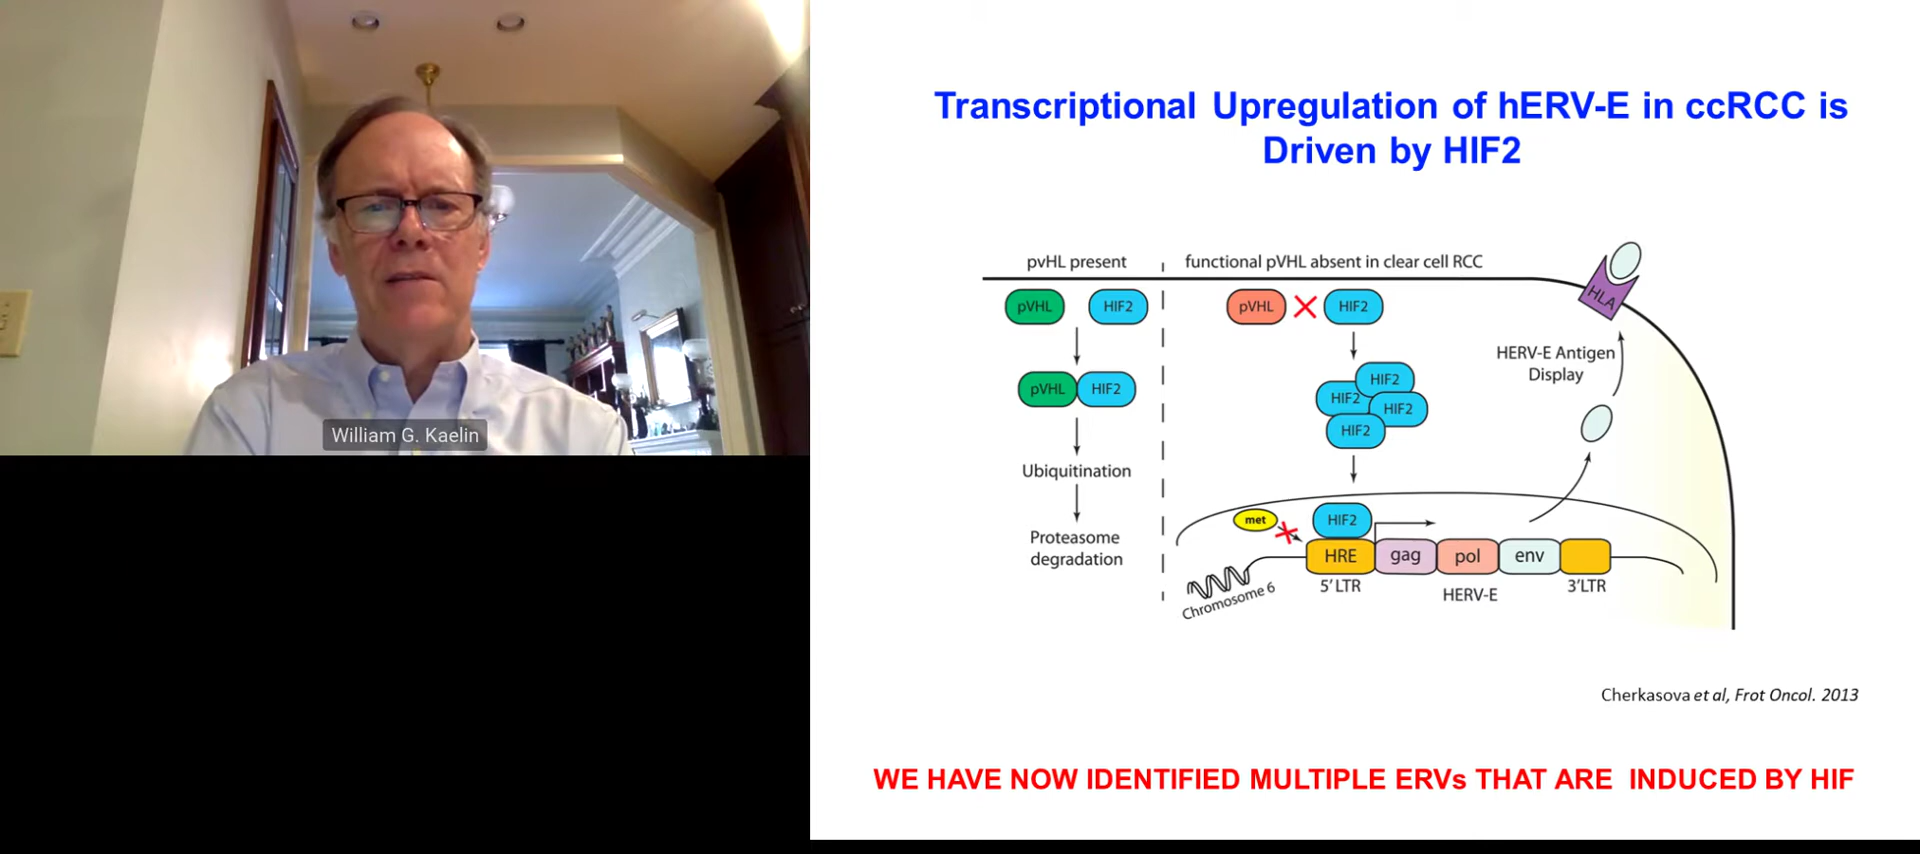 William G. Kaelin
Transcriptional Upregulation of hERV-E in ccRCC is
Driven by HIF2
pvHL present
functional pVHL absent in clear cell RCC
pVHL
HIF2
pVHL
HIF2
HLA
HERV-E Antigen
Display
pVHL
HIF2
HIF2
HIF2
HIF2
HIF2
Ubiquitination
Proteasome
degradation
met
HIF2
HRE
gag
pol
env
5'LTR
HERV-E
3'LTR
Chromosome 6
Cherkasova et al, Frot Oncol. 2013
WE HAVE NOW IDENTIFIED MULTIPLE ERVs THAT ARE INDUCED BY HIF